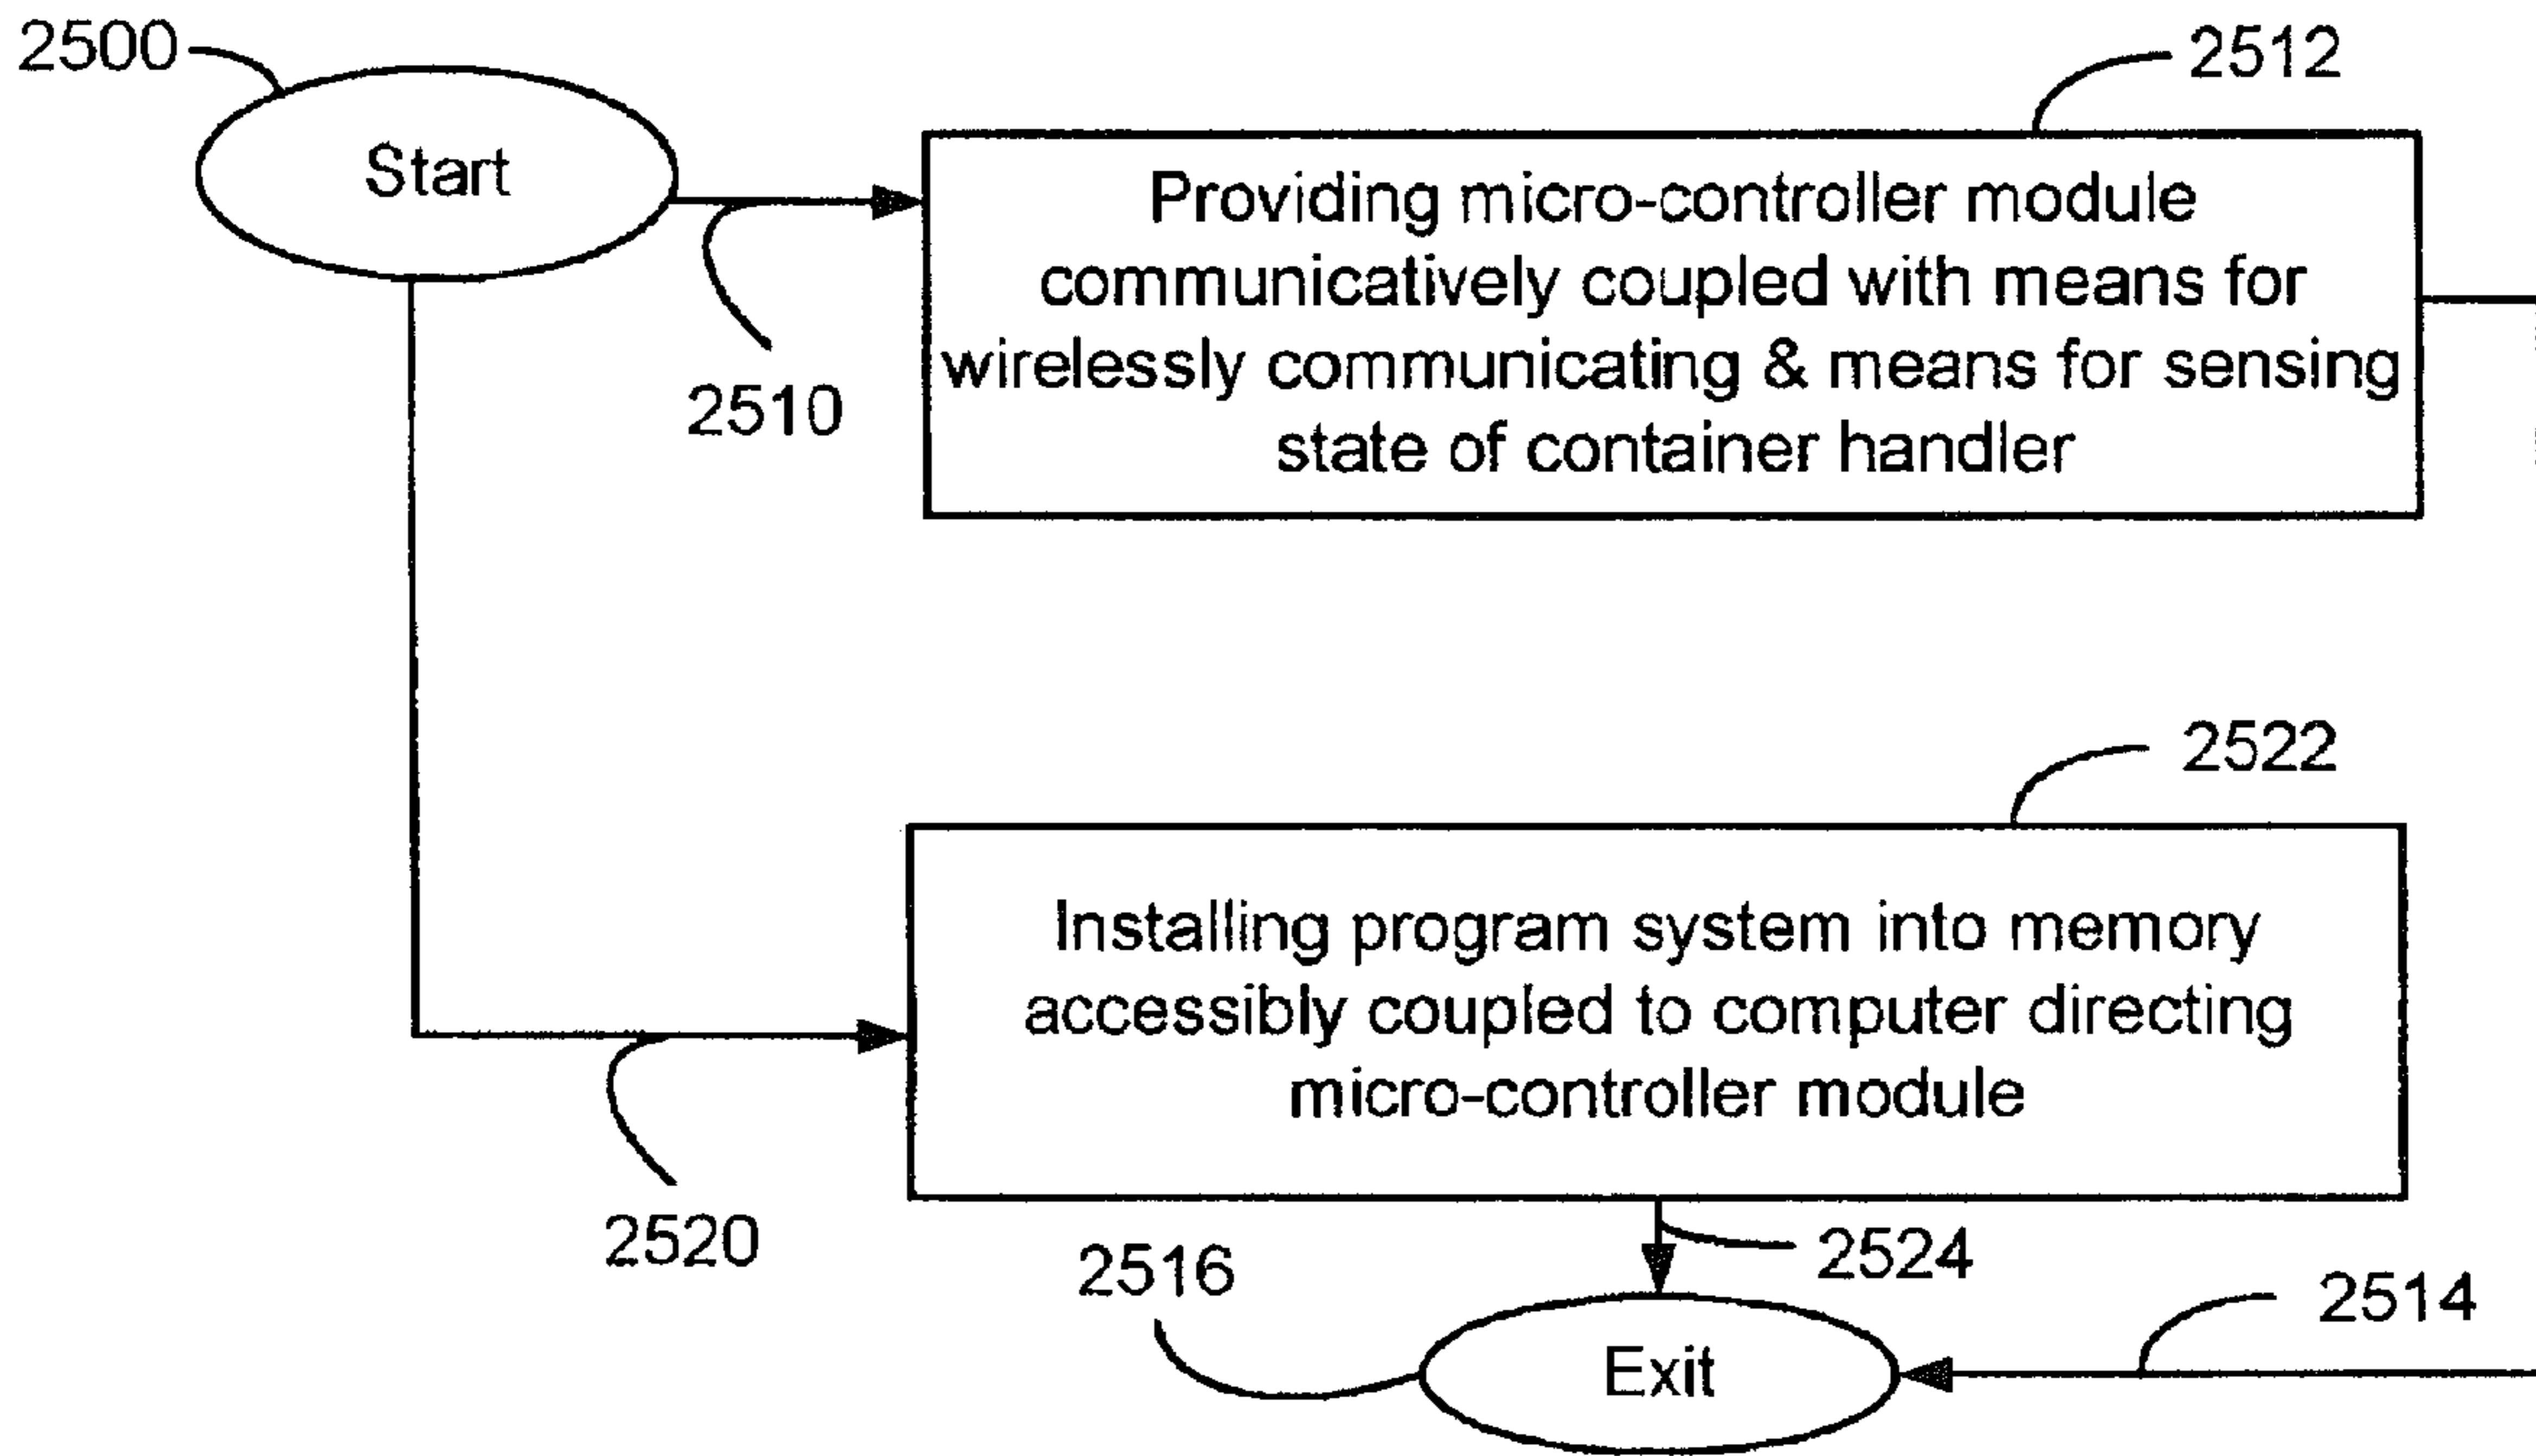 2500
2512
Start
Providing micro-controller module
communicatively coupled with means for
wirelessly communicating & means for sensing
state of container handler
2510
2522
Installing program system into memory
accessibly coupled to computer directing
micro-controller module
2520
2524
2516
2514
Exit